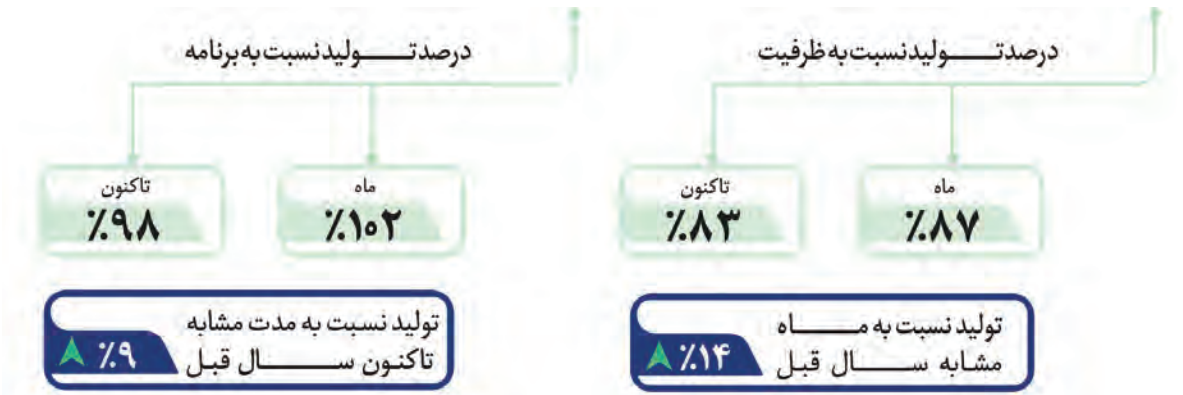 درصد تولید نسبت به ظرفیت
ماه
٪۸۷
تاکنون
٪۸۳
تولید نسبت به ماه
مشابه سال قبل
٪۱۴
درصد تولید نسبت به برنامه
ماه
٪۱۰۲
تاکنون
٪۹۸
تولید نسبت به مدت مشابه
تاکنون سال قبل
٪۹